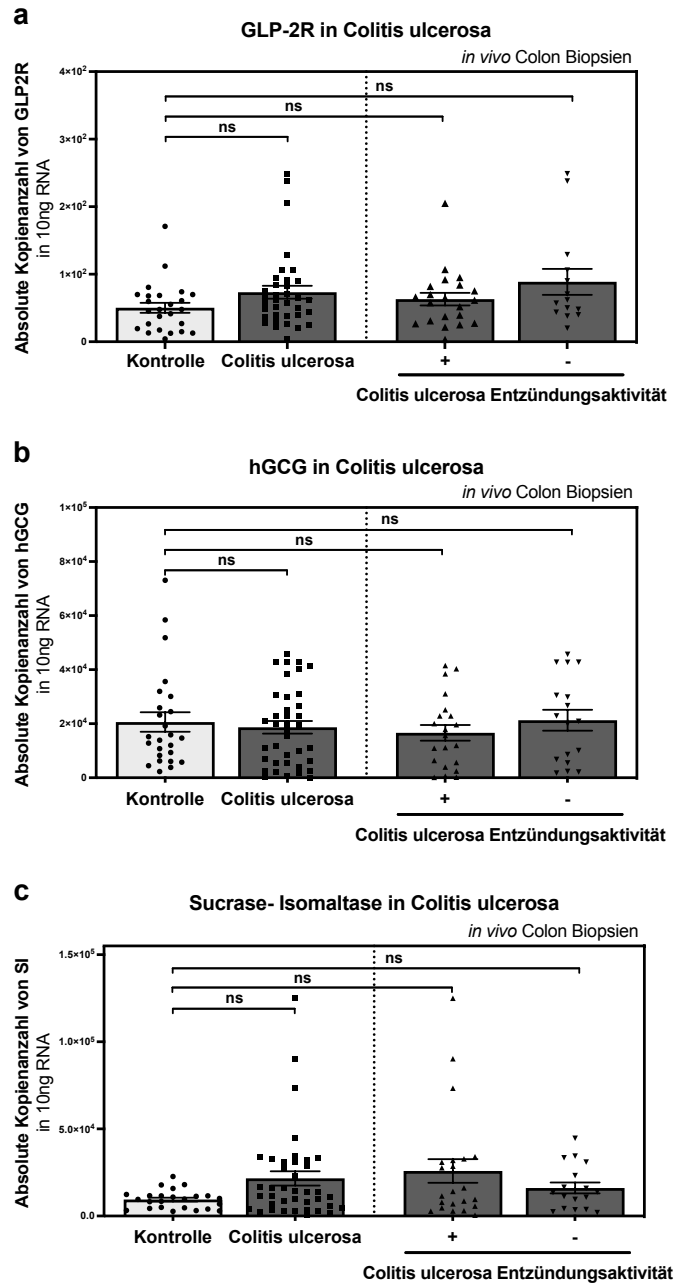 a
GLP-2R in Colitis ulcerosa
in vivo Colon Biopsien
Absolute Kopienanzahl von GLP2R
in 10ng RNA
4×10²
3×10²
2×10²
1×10²
0
ns
ns
ns
Kontrolle
Colitis ulcerosa
+
-
Colitis ulcerosa Entzündungsaktivität
b
hGCG in Colitis ulcerosa
in vivo Colon Biopsien
Absolute Kopienanzahl von hGCG
in 10ng RNA
1×10⁵
8×10⁴
6×10⁴
4×10⁴
2×10⁴
0
ns
ns
ns
Kontrolle
Colitis ulcerosa
+
-
Colitis ulcerosa Entzündungsaktivität
c
Sucrase- Isomaltase in Colitis ulcerosa
in vivo Colon Biopsien
Absolute Kopienanzahl von SI
in 10ng RNA
1.5×10⁵
1.0×10⁵
5.0×10⁴
0.0
ns
ns
ns
Kontrolle
Colitis ulcerosa
+
-
Colitis ulcerosa Entzündungsaktivität